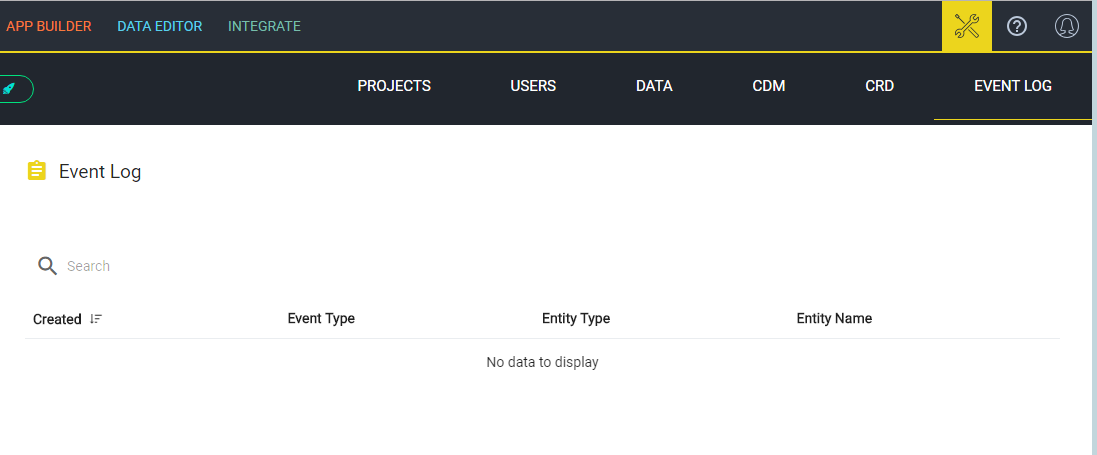 APP BUILDER DATA EDITOR INTEGRATE
PROJECTS USERS DATA CDM CRD EVENT LOG
Event Log
Search
Created Event Type Entity Type Entity Name
No data to display